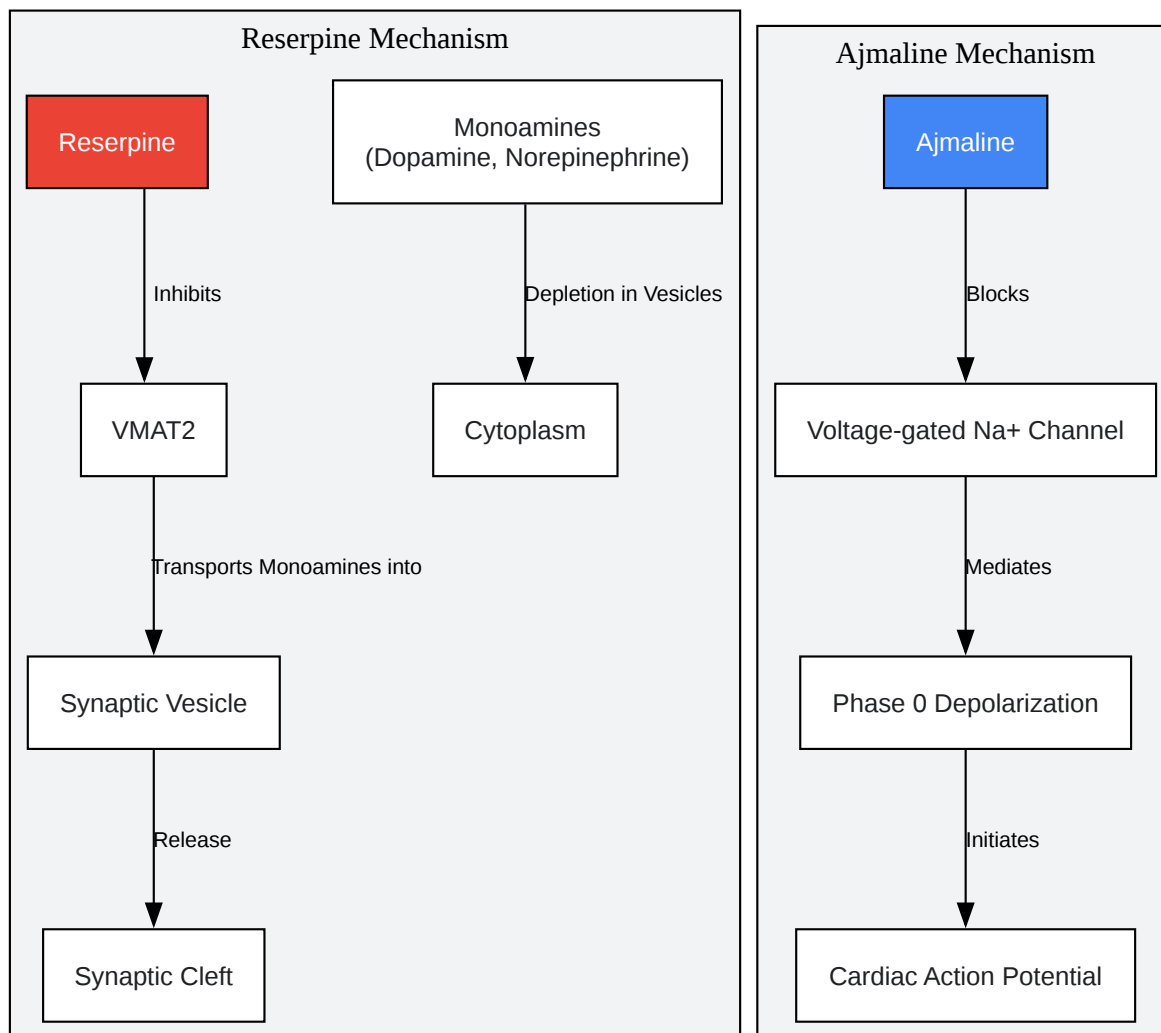 Reserpine Mechanism
Reserpine
Monoamines
(Dopamine, Norepinephrine)
Inhibits
Depletion in Vesicles
VMAT2
Cytoplasm
Transports Monoamines into
Synaptic Vesicle
Release
Synaptic Cleft
Ajmaline Mechanism
Ajmaline
Blocks
Voltage-gated Na+ Channel
Mediates
Phase 0 Depolarization
Initiates
Cardiac Action Potential